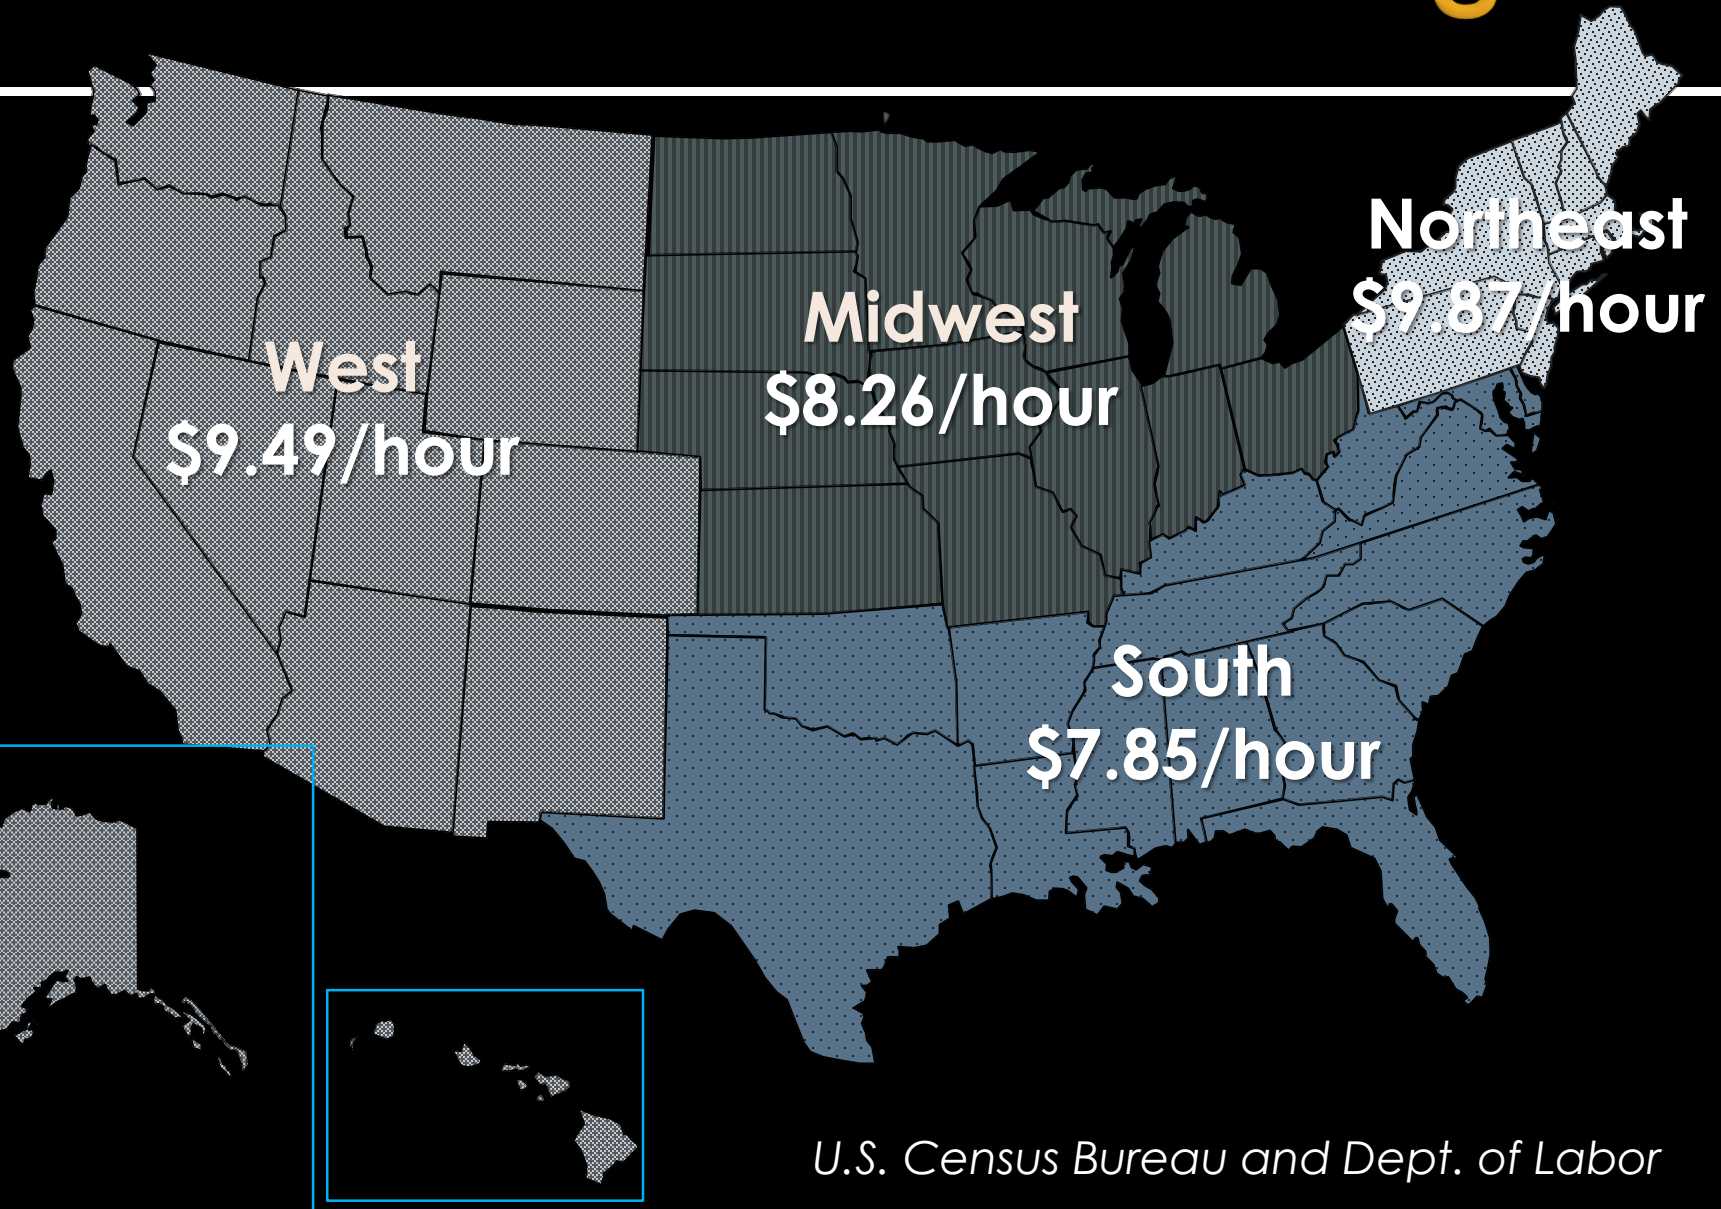 Northeast
$9.87/hour
Midwest
$8.26/hour
West
$9.49/hour
South
$7.85/hour
U.S. Census Bureau and Dept. of Labor